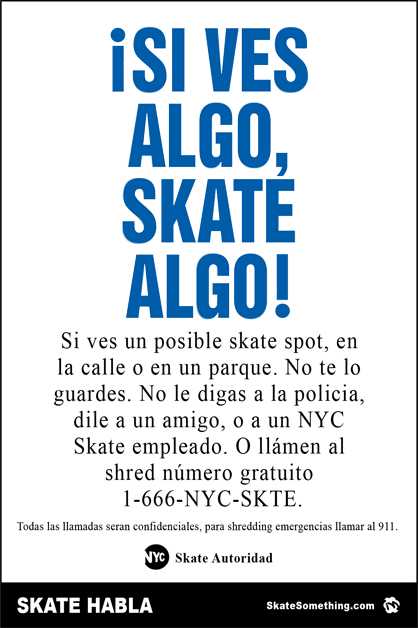 ¡SI VES
ALGO,
SKATE
ALGO!
Si ves un posible skate spot, en
la calle o en un parque. No te lo
guardes. No le digas a la policia,
dile a un amigo, o a un NYC
Skate empleado. O llámen al
shred número gratuito
1-666-NYC-SKTE.
Todas las llamadas seran confidenciales, para shredding emergencias llamar al 911.
NYC Skate Autoridad
SKATE HABLA SkateSomething.com